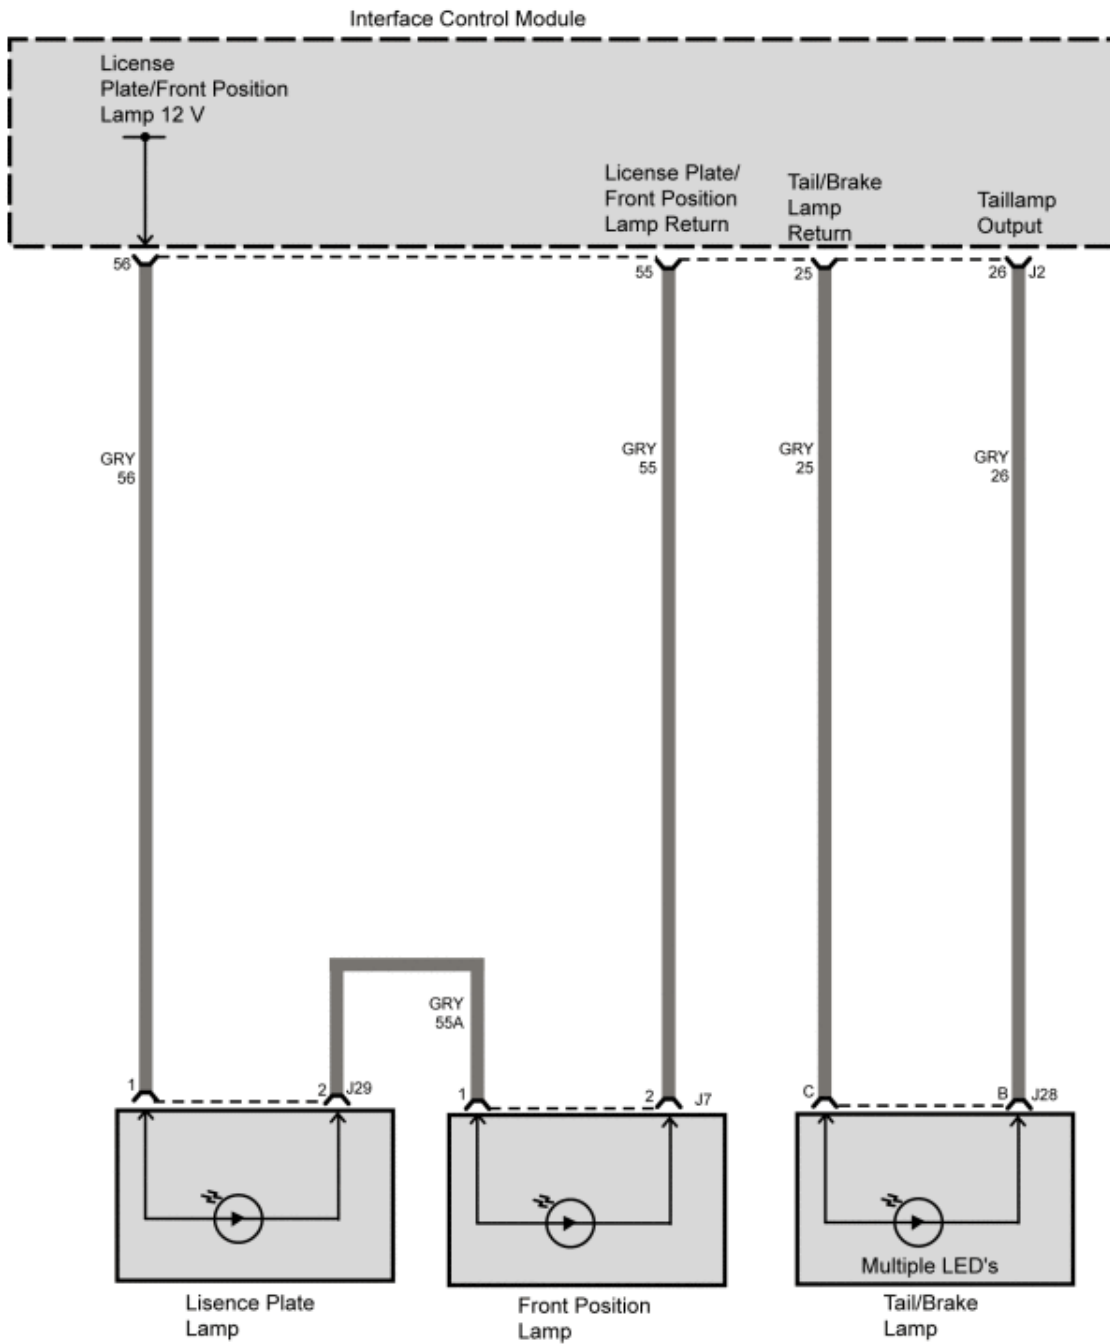 Interface Control Module
License
Plate/Front Position
Lamp 12 V
License Plate/
Front Position
Lamp Return
Tail/Brake
Lamp
Return
Taillamp
Output
56
55
25
26
J2
GRY
56
GRY
55
GRY
25
GRY
26
GRY
55A
1
2
J29
1
2
J7
C
B
J28
Multiple LED's
Lisence Plate
Lamp
Front Position
Lamp
Tail/Brake
Lamp